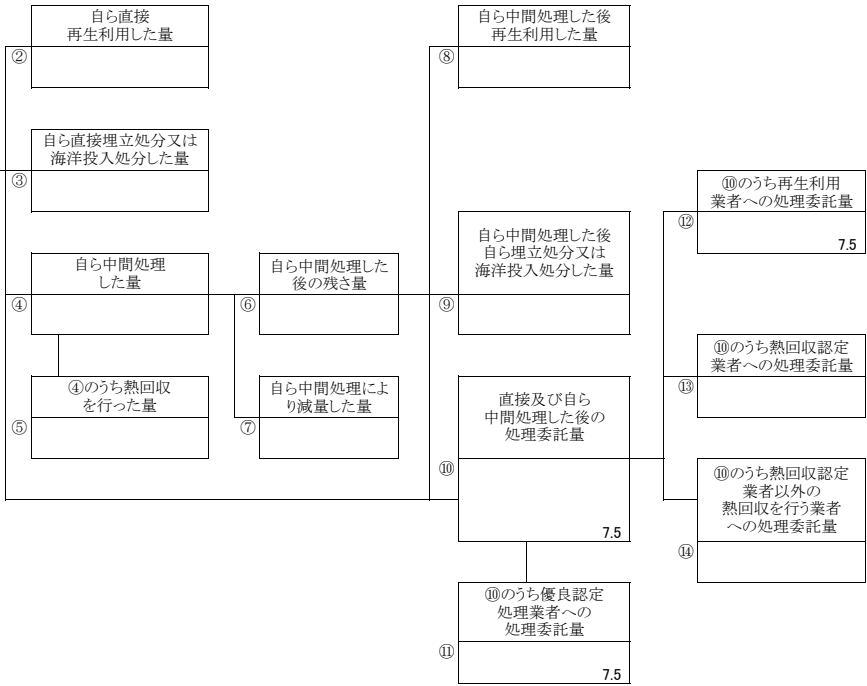 自ら直接
再生利用した量
②
自ら中間処理した後
再生利用した量
⑧
自ら直接埋立処分又は
海洋投入処分した量
③
⑩のうち再生利用
業者への処理委託量
⑫
7.5
自ら中間処理
した量
④
自ら中間処理した
後の残さ量
⑥
自ら中間処理した後
自ら埋立処分又は
海洋投入処分した量
⑨
⑩のうち熱回収認定
業者への処理委託量
⑬
④のうち熱回収
を行った量
⑤
自ら中間処理によ
り減量した量
⑦
直接及び自ら
中間処理した後の
処理委託量
⑩
7.5
⑩のうち熱回収認定
業者以外の
熱回収を行う業者
への処理委託量
⑭
⑩のうち優良認定
処理業者への
処理委託量
⑪
7.5